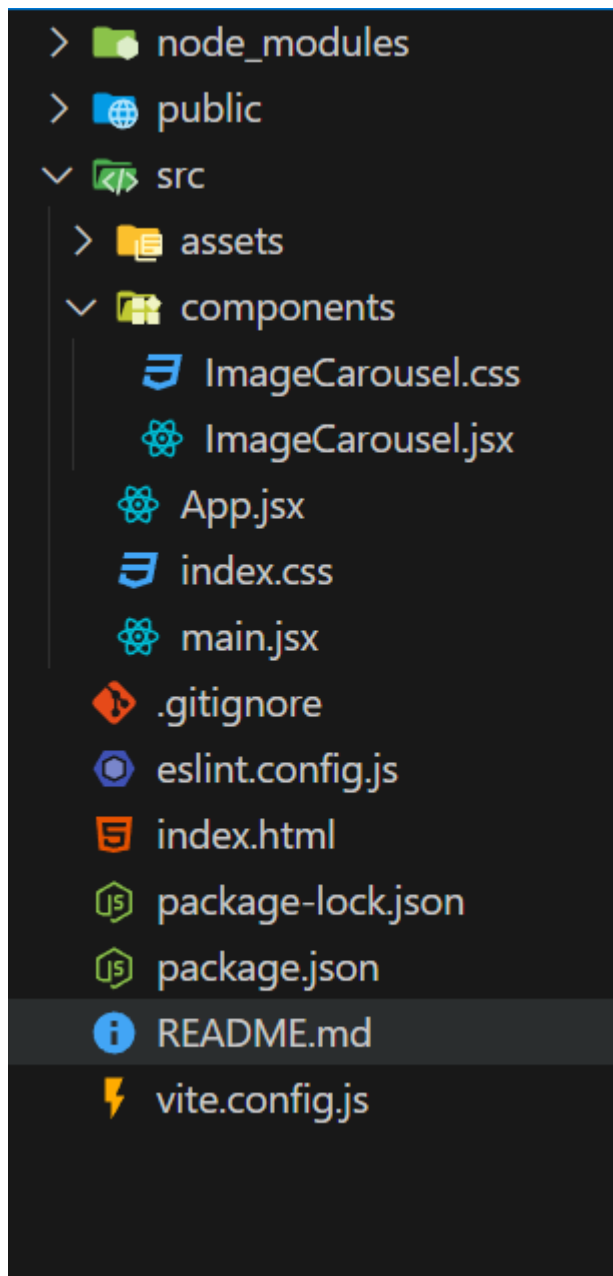 node_modules
public
src
assets
components
ImageCarousel.css
ImageCarousel.jsx
App.jsx
index.css
main.jsx
.gitignore
eslint.config.js
index.html
package-lock.json
package.json
README.md
vite.config.js